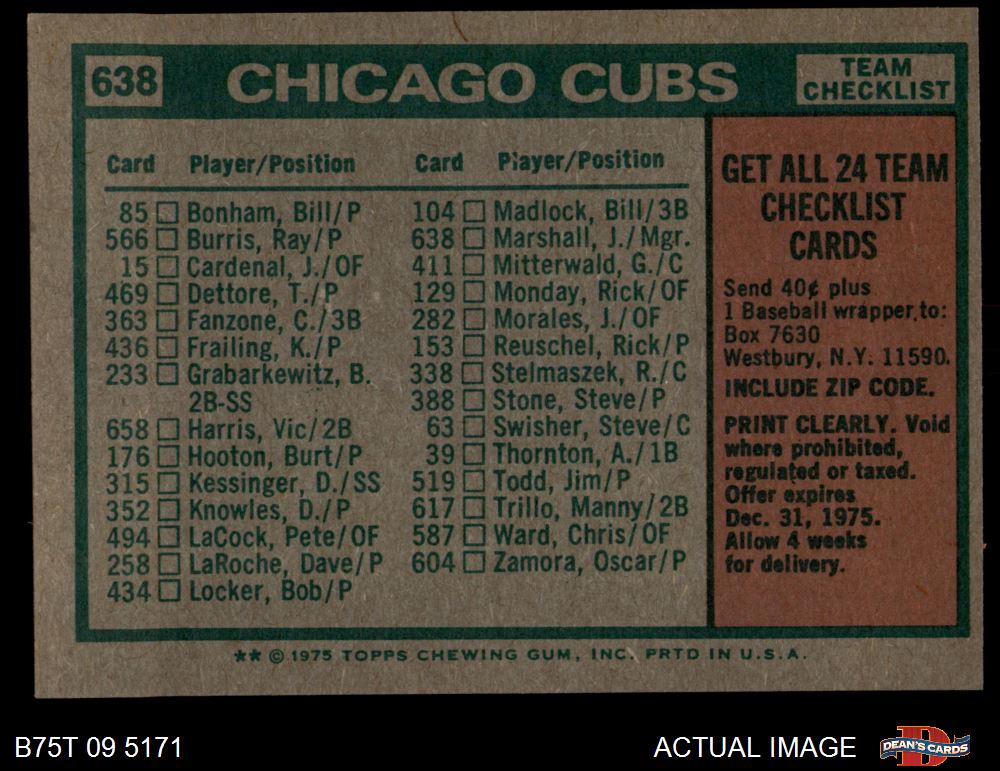 638
CHICAGO CUBS
TEAM
CHECKLIST
Card Player/Position
85 Bonham, Bill/P
566 Burris, Ray/P
15 Cardenal, J./OF
469 Dettore, T./P
363 Fanzone, C./3B
436 Frailing, K./P
233 Grabarkewitz, B.
2B-SS
658 Harris, Vic/2B
176 Hooton, Burt/P
315 Kessinger, D./SS
352 Knowles, D./P
494 LaCock, Pete/OF
258 LaRoche, Dave/P
434 Locker, Bob/P
Card Player/Position
104 Madlock, Bill/3B
638 Marshall, J./Mgr.
411 Mitterwald, G./C
129 Monday, Rick/OF
282 Morales, J./OF
153 Reuschel, Rick/P
338 Stelmaszek, R./C
388 Stone, Steve/P
63 Swisher, Steve/C
39 Thornton, A./1B
519 Todd, Jim/P
617 Trillo, Manny/2B
587 Ward, Chris/OF
604 Zamora, Oscar/P
GET ALL 24 TEAM
CHECKLIST
CARDS
Send 40¢ plus
1 Baseball wrapper to:
Box 7630
Westbury, N.Y. 11590.
INCLUDE ZIP CODE.
PRINT CLEARLY. Void
where prohibited,
regulated or taxed.
Offer expires
Dec. 31, 1975.
Allow 4 weeks
for delivery.
** © 1975 TOPPS CHEWING GUM, INC. PRTD IN U.S.A.
B75T 09 5171
ACTUAL IMAGE
DEAN'S CARDS